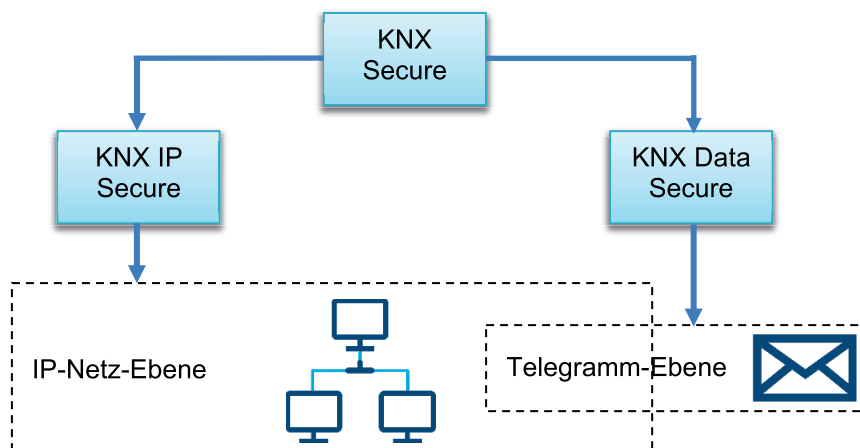 KNX
Secure
KNX IP
Secure
KNX Data
Secure
IP-Netz-Ebene
Telegramm-Ebene